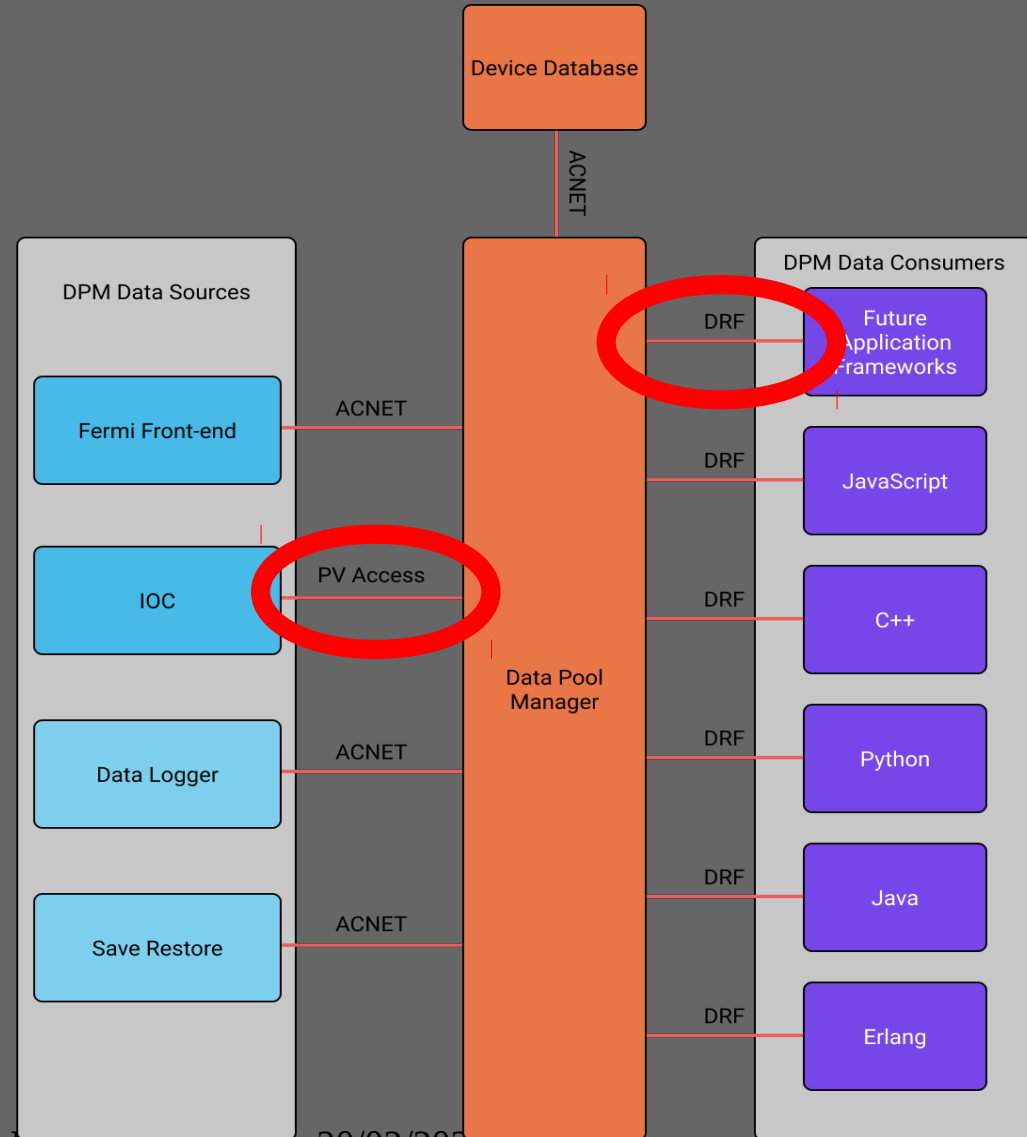 Device Database
ACNET
DPM Data Sources
DPM Data Consumers
DRF
Future
Application
Frameworks
ACNET
Fermi Front-end
DRF
JavaScript
PV Access
IOC
DRF
C++
Data Pool
Manager
ACNET
Data Logger
DRF
Python
ACNET
Save Restore
DRF
Java
DRF
Erlang